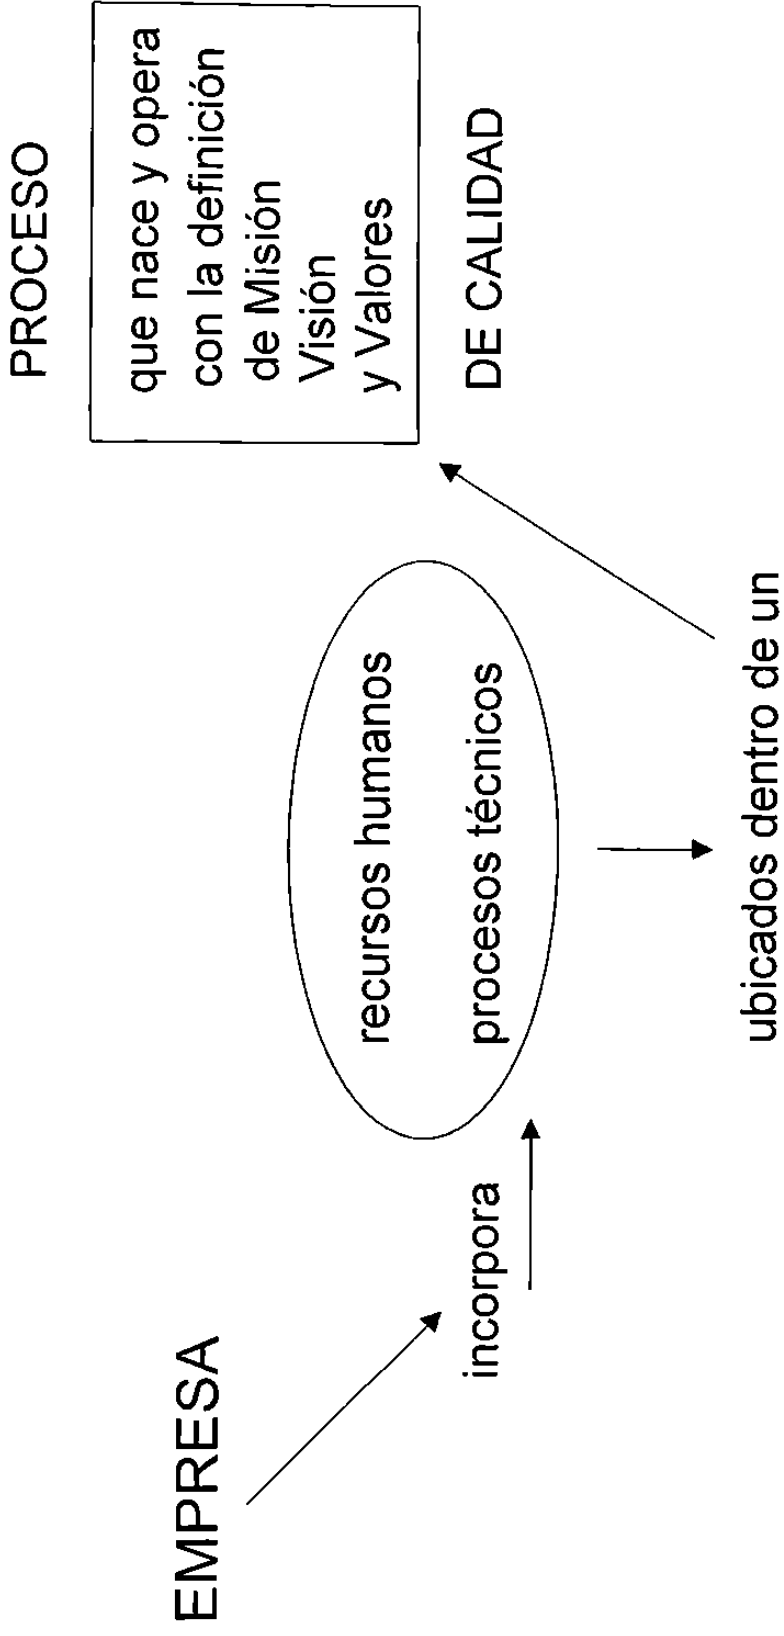 EMPRESA
incorpora
recursos humanos
procesos técnicos
ubicados dentro de un
PROCESO
que nace y opera
con la definición
de Misión
Visión
y Valores
DE CALIDAD